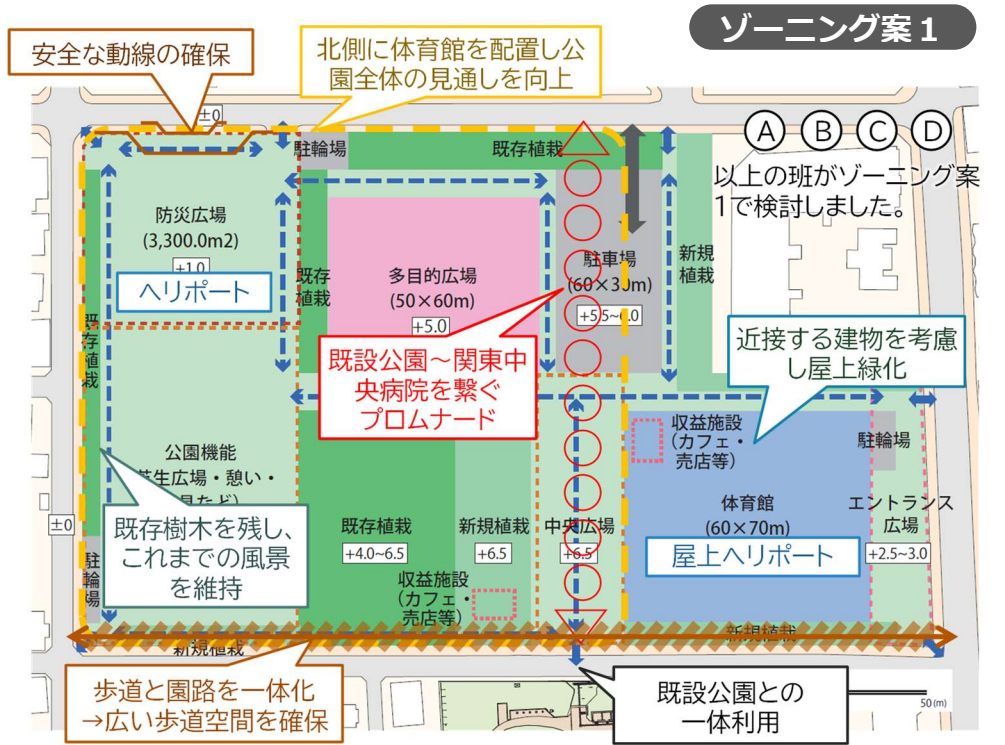 ゾーニング案1
安全な動線の確保
北側に体育館を配置し公
園全体の見通しを向上
±0
Ⓐ Ⓑ Ⓒ Ⓓ
以上の班がゾーニング案
1で検討しました。
駐輪場
既存植栽
防災広場
(3,300.0m2)
+1.0
ヘリポート
既存
植栽
多目的広場
(50×60m)
+5.0
駐車場
(60×30m)
+5.5~6.0
新規
植栽
既存植栽
既設公園~関東中
央病院を繋ぐ
プロムナード
近接する建物を考慮
し屋上緑化
収益施設
(カフェ・
売店等)
駐輪場
公園機能
芝生広場・憩い・
既存樹木を残し、
これまでの風景
を維持
±0
既存植栽
+4.0~6.5
新規植栽
+6.5
中央広場
+6.5
体育館
(60×70m)
屋上ヘリポート
エントランス
広場
+2.5~3.0
駐輪場
収益施設
(カフェ・
売店等)
新規植栽
新規植栽
歩道と園路を一体化
→広い歩道空間を確保
既設公園との
一体利用
50(m)